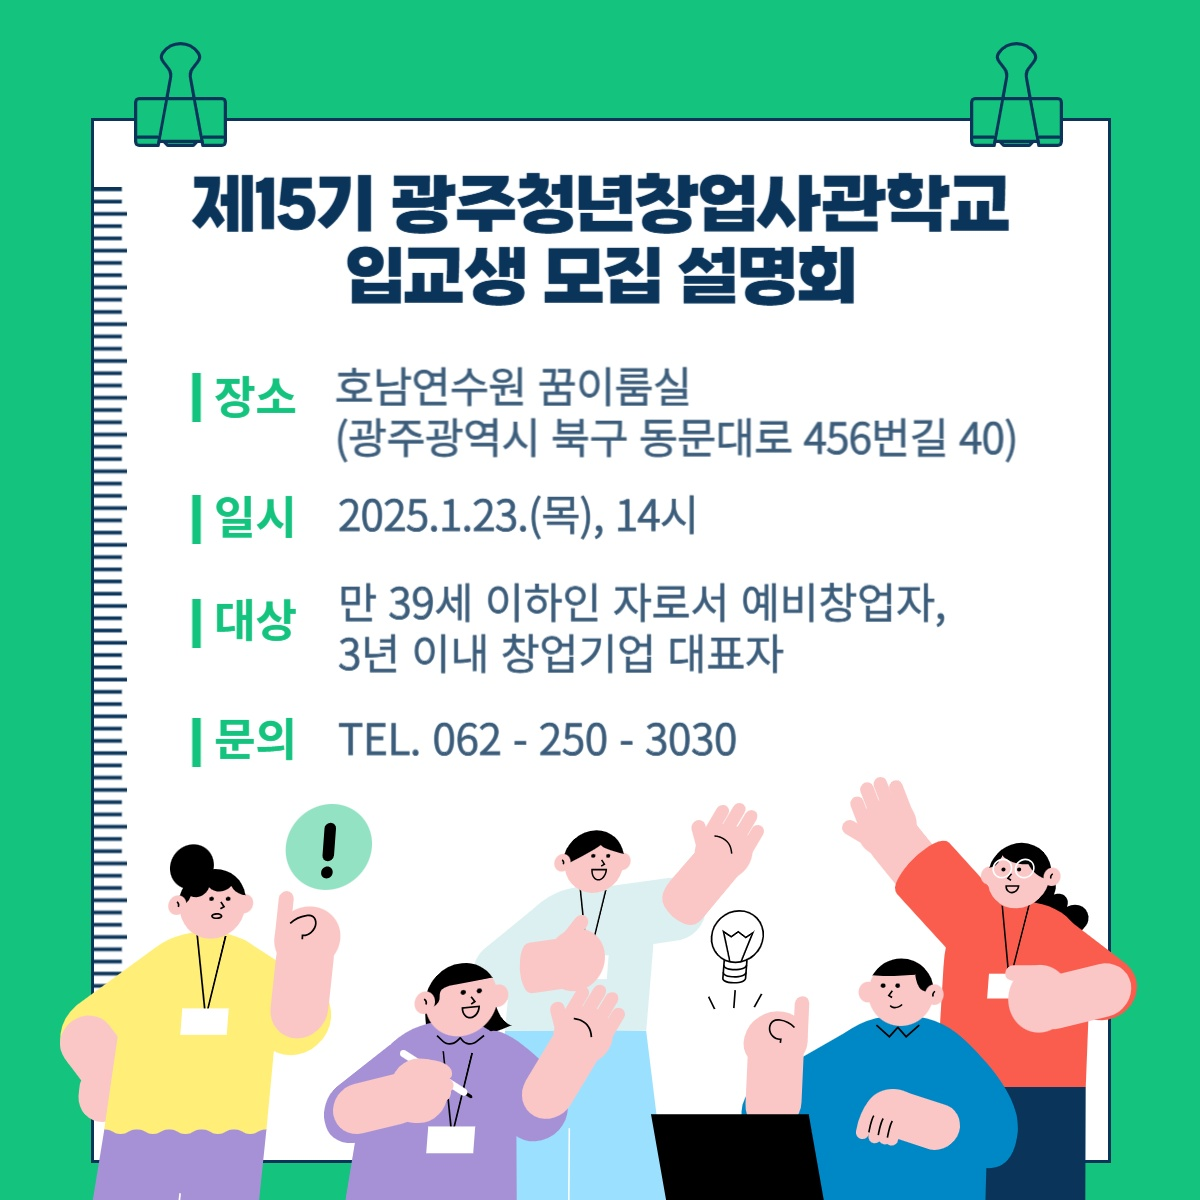 제15기 광주청년창업사관학교
입교생 모집 설명회
장소
호남연수원 꿈이룸실
(광주광역시 북구 동문대로 456번길 40)
일시
2025.1.23.(목), 14시
대상
만 39세 이하인 자로서 예비창업자,
3년 이내 창업기업 대표자
문의
TEL. 062 - 250 - 3030